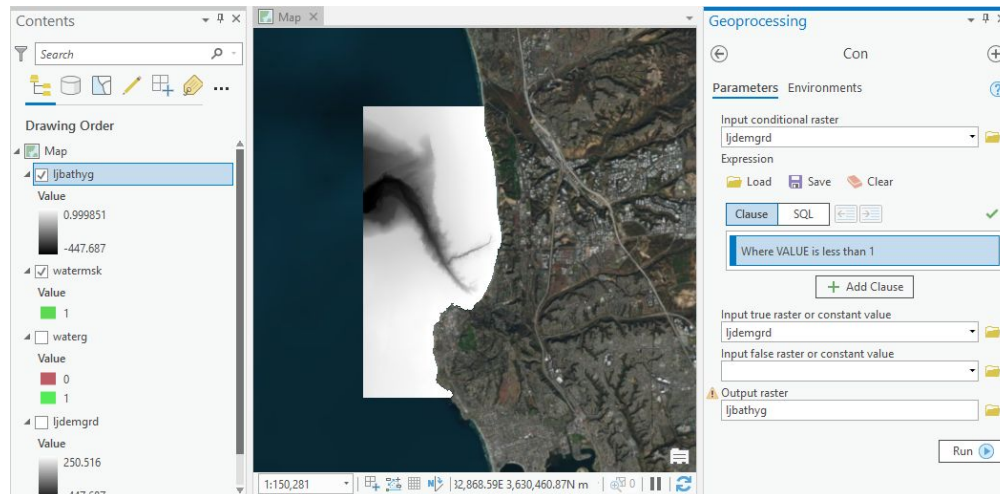 Contents
Search
Drawing Order
Map
ljbathyg
Value
0.999851
-447.687
watermsk
Value
1
waterg
Value
0
1
ljdemgrd
Value
250.516
Map
1:150,281
32,868.59E 3,630,460.87N m
0
Geoprocessing
Con
Parameters Environments
Input conditional raster
ljdemgrd
Expression
Load Save Clear
Clause SQL
Where VALUE is less than 1
Add Clause
Input true raster or constant value
ljdemgrd
Input false raster or constant value
Output raster
ljbathyg
Run